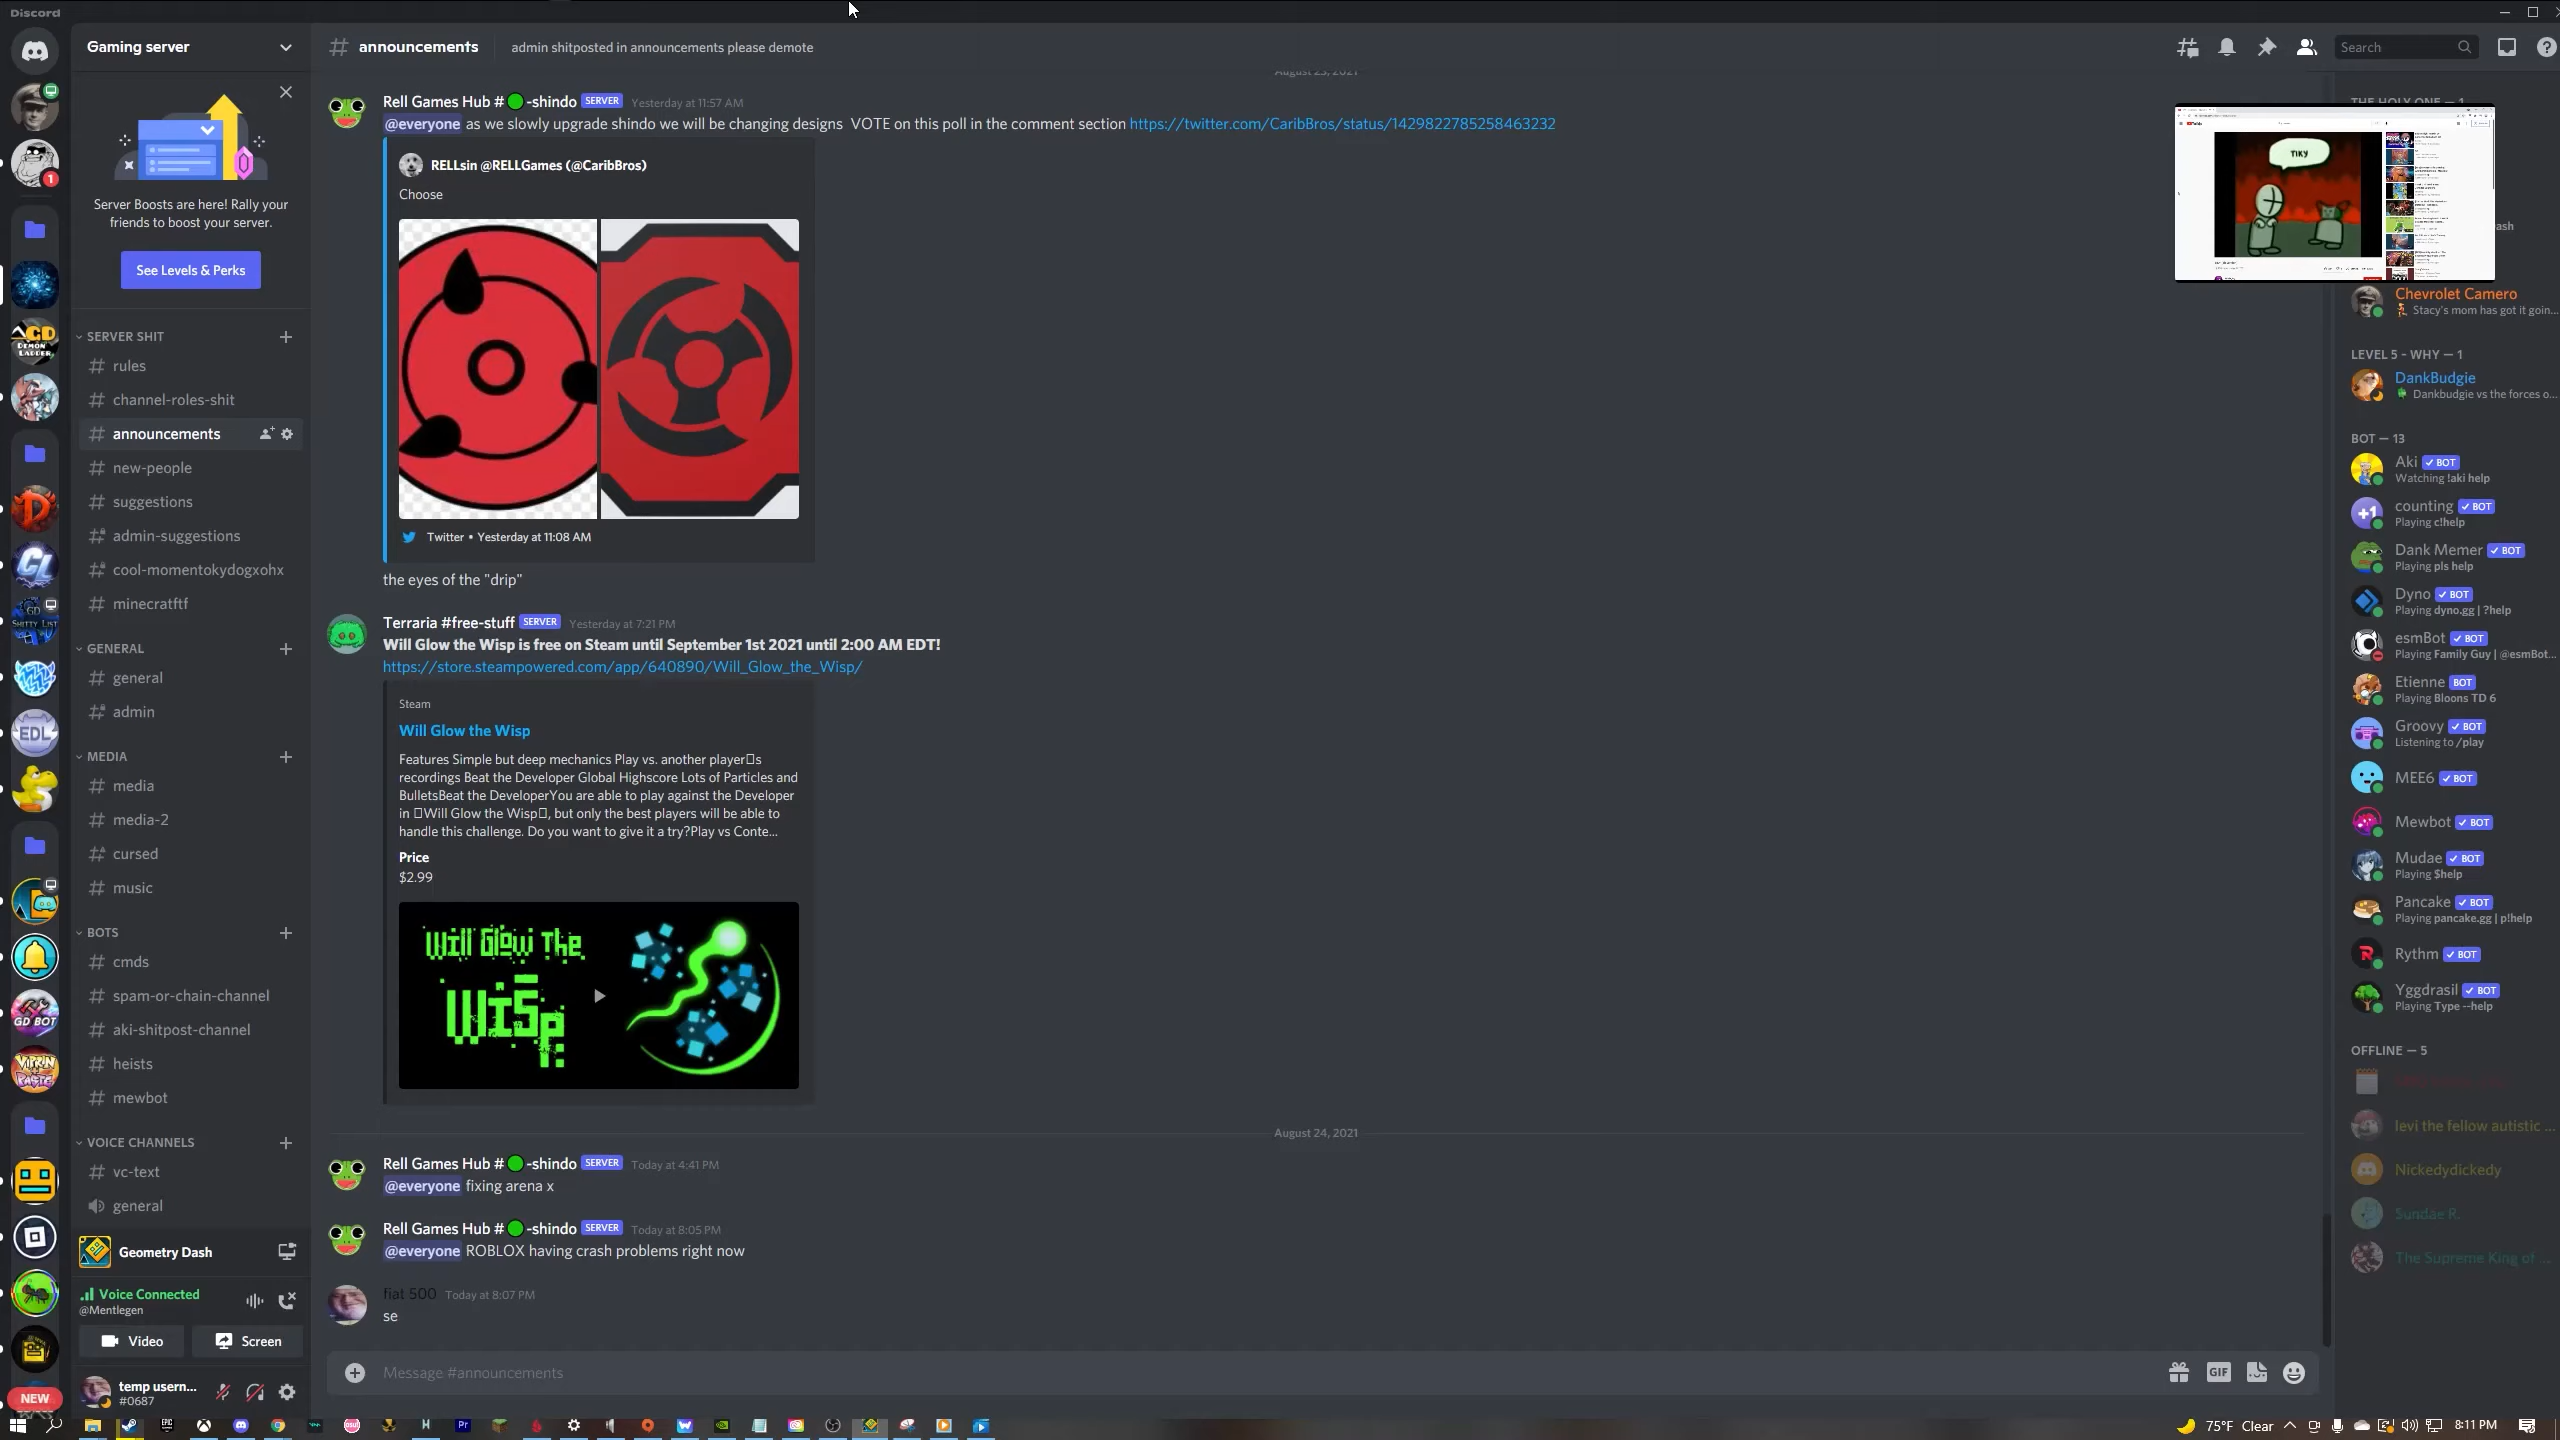 Discord
Gaming server
announcements
admin shitposted in announcements please demote
Search
Server Boosts are here! Rally your
friends to boost your server.
See Levels & Perks
SERVER SHIT
rules
channel-roles-shit
announcements
new-people
suggestions
admin-suggestions
cool-momentokydogxohx
minecratftf
GENERAL
general
admin
MEDIA
media
media-2
cursed
music
BOTS
cmds
spam-or-chain-channel
aki-shitpost-channel
heists
mewbot
VOICE CHANNELS
vc-text
general
Geometry Dash
Voice Connected
@Mentlegen
Video
Screen
temp usern...
#0687
NEW
August 23, 2021
Rell Games Hub #🟢-shindo SERVER Yesterday at 11:57 AM
@everyone as we slowly upgrade shindo we will be changing designs VOTE on this poll in the comment section https://twitter.com/CaribBros/status/1429822785258463232
RELLsin @RELLGames (@CaribBros)
Choose
Twitter • Yesterday at 11:08 AM
the eyes of the "drip"
Terraria #free-stuff SERVER Yesterday at 7:21 PM
Will Glow the Wisp is free on Steam until September 1st 2021 until 2:00 AM EDT!
https://store.steampowered.com/app/640890/Will_Glow_the_Wisp/
Steam
Will Glow the Wisp
Features Simple but deep mechanics Play vs. another player□s
recordings Beat the Developer Global Highscore Lots of Particles and
BulletsBeat the DeveloperYou are able to play against the Developer
in □Will Glow the Wisp□, but only the best players will be able to
handle this challenge. Do you want to give it a try?Play vs Conte...
Price
$2.99
Will Glow The
Wisp
August 24, 2021
Rell Games Hub #🟢-shindo SERVER Today at 4:41 PM
@everyone fixing arena x
Rell Games Hub #🟢-shindo SERVER Today at 8:05 PM
@everyone ROBLOX having crash problems right now
fiat 500 Today at 8:07 PM
se
Message #announcements
GIF
THE HOLY ONE — 1
TIKY
ash
Chevrolet Camero
Stacy's mom has got it goin...
LEVEL 5 - WHY — 1
DankBudgie
Dankbudgie vs the forces o...
BOT — 13
Aki BOT
Watching !aki help
counting BOT
Playing c!help
Dank Memer BOT
Playing pls help
Dyno BOT
Playing dyno.gg | ?help
esmBot BOT
Playing Family Guy | @esmBot...
Etienne BOT
Playing Bloons TD 6
Groovy BOT
Listening to /play
MEE6 BOT
Mewbot BOT
Mudae BOT
Playing $help
Pancake BOT
Playing pancake.gg | p!help
Rythm BOT
Yggdrasil BOT
Playing Type --help
OFFLINE — 5
levi the fellow autistic ...
Nickedydickedy
Sundae R.
The Supreme King of ...
75°F Clear
8:11 PM